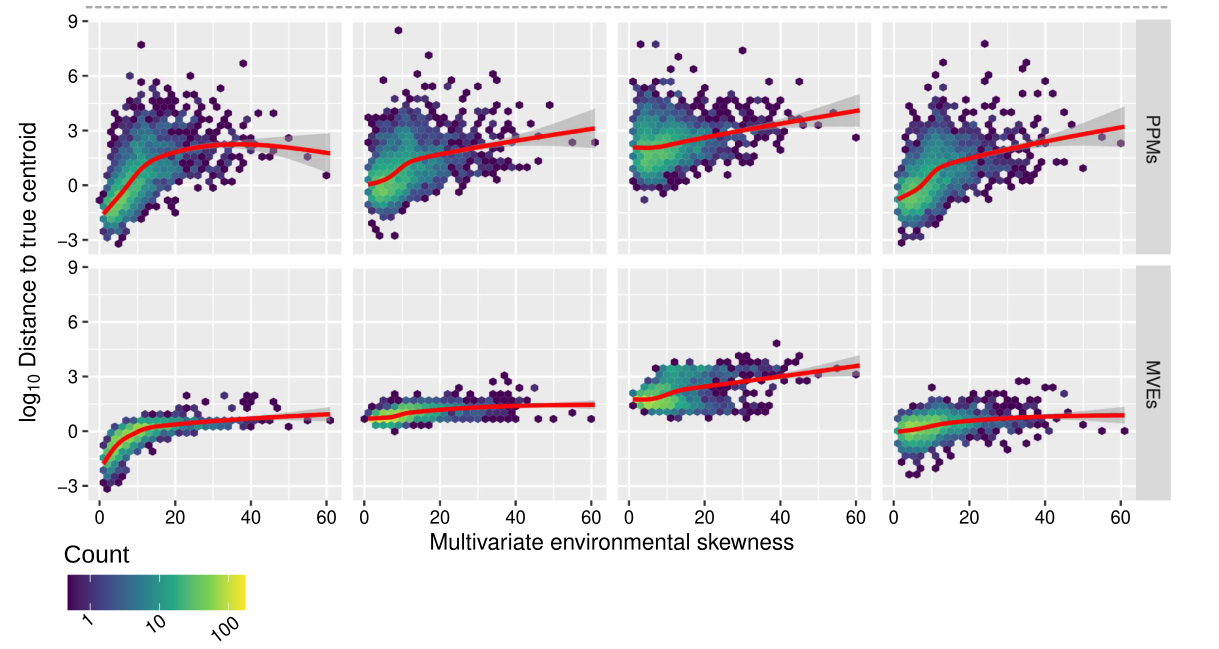 log10 Distance to true centroid
9
6
3
0
−3
PPMs
9
6
3
0
−3
MVEs
0 20 40 60 0 20 40 60 0 20 40 60 0 20 40 60
Multivariate environmental skewness
Count
1 10 100